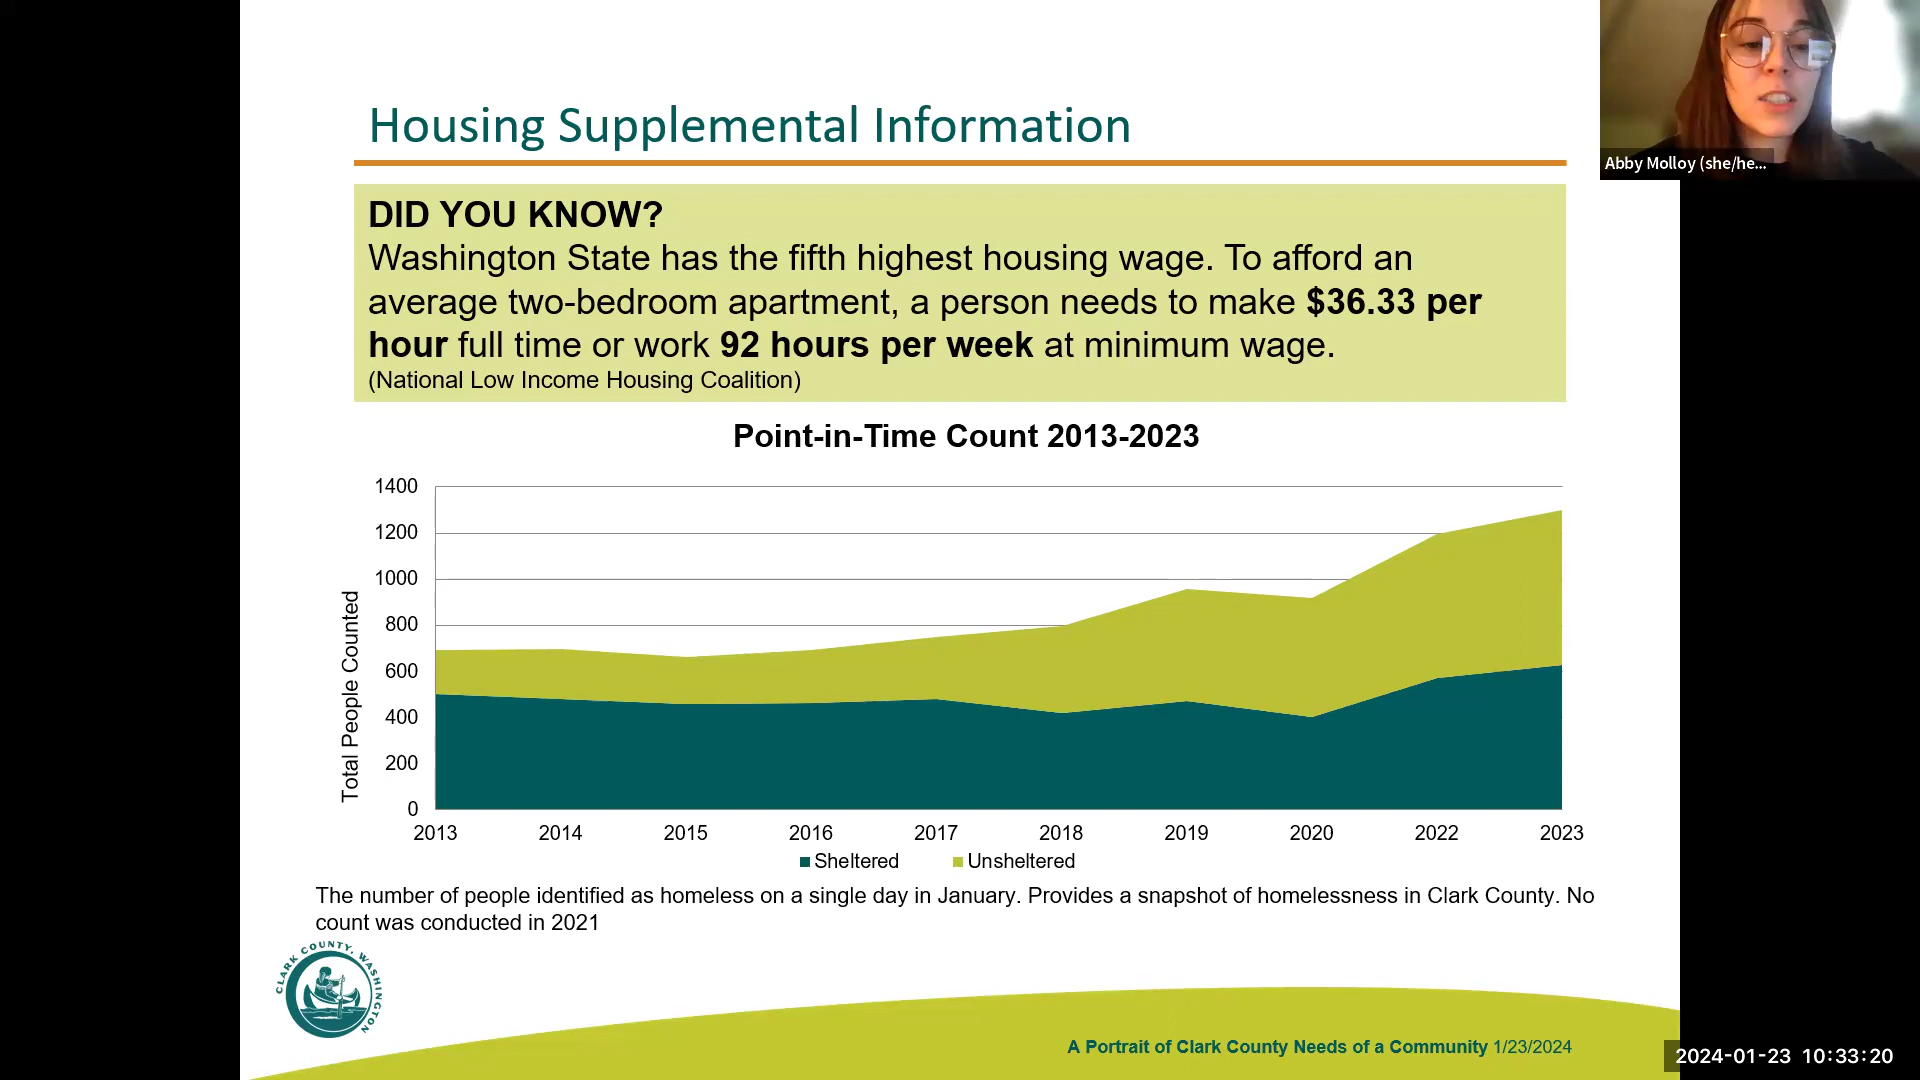 Housing Supplemental Information
Abby Molloy (she/he...
DID YOU KNOW?
Washington State has the fifth highest housing wage. To afford an
average two-bedroom apartment, a person needs to make $36.33 per
hour full time or work 92 hours per week at minimum wage.
(National Low Income Housing Coalition)
Point-in-Time Count 2013-2023
Total People Counted
1400
1200
1000
800
600
400
200
0
2013 2014 2015 2016 2017 2018 2019 2020 2022 2023
Sheltered Unsheltered
The number of people identified as homeless on a single day in January. Provides a snapshot of homelessness in Clark County. No
count was conducted in 2021
CLARK COUNTY, WASHINGTON
A Portrait of Clark County Needs of a Community 1/23/2024
2024-01-23 10:33:20